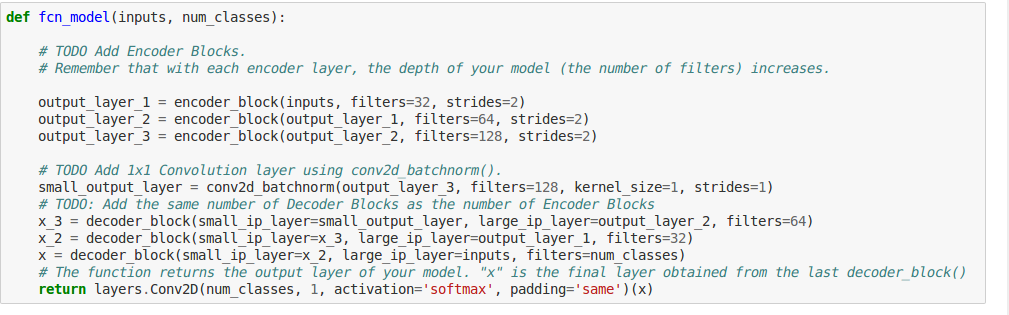 def fcn_model(inputs, num_classes):
# TODO Add Encoder Blocks.
# Remember that with each encoder layer, the depth of your model (the number of filters) increases.
output_layer_1 = encoder_block(inputs, filters=32, strides=2)
output_layer_2 = encoder_block(output_layer_1, filters=64, strides=2)
output_layer_3 = encoder_block(output_layer_2, filters=128, strides=2)
# TODO Add 1x1 Convolution layer using conv2d_batchnorm().
small_output_layer = conv2d_batchnorm(output_layer_3, filters=128, kernel_size=1, strides=1)
# TODO: Add the same number of Decoder Blocks as the number of Encoder Blocks
x_3 = decoder_block(small_ip_layer=small_output_layer, large_ip_layer=output_layer_2, filters=64)
x_2 = decoder_block(small_ip_layer=x_3, large_ip_layer=output_layer_1, filters=32)
x = decoder_block(small_ip_layer=x_2, large_ip_layer=inputs, filters=num_classes)
# The function returns the output layer of your model. "x" is the final layer obtained from the last decoder_block()
return layers.Conv2D(num_classes, 1, activation='softmax', padding='same')(x)